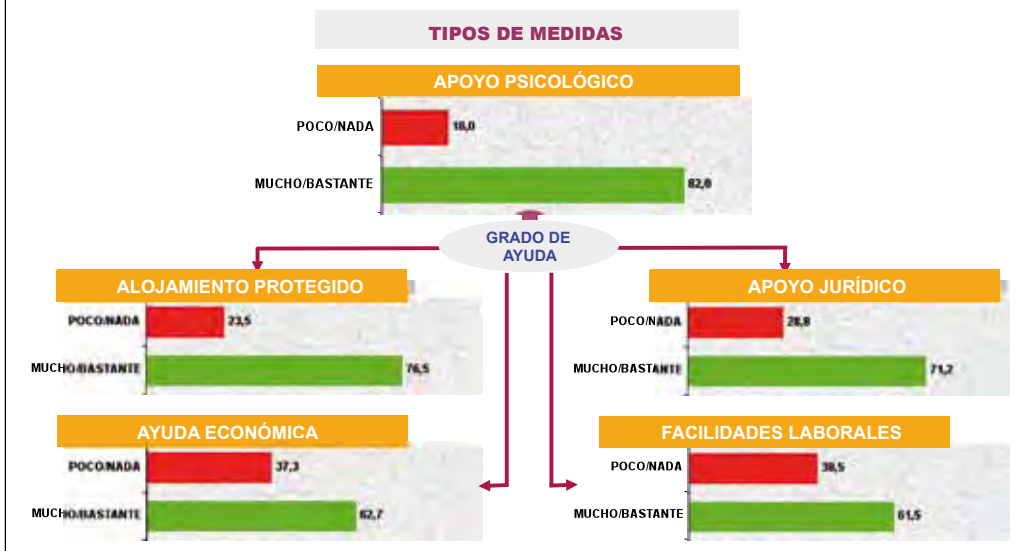 TIPOS DE MEDIDAS
APOYO PSICOLÓGICO
POCO/NADA
18,0
MUCHO/BASTANTE
82,0
GRADO DE
AYUDA
ALOJAMIENTO PROTEGIDO
POCO/NADA
23,5
MUCHO/BASTANTE
76,5
APOYO JURÍDICO
POCO/NADA
28,8
MUCHO/BASTANTE
71,2
AYUDA ECONÓMICA
POCO/NADA
37,3
MUCHO/BASTANTE
62,7
FACILIDADES LABORALES
POCO/NADA
38,5
MUCHO/BASTANTE
61,5